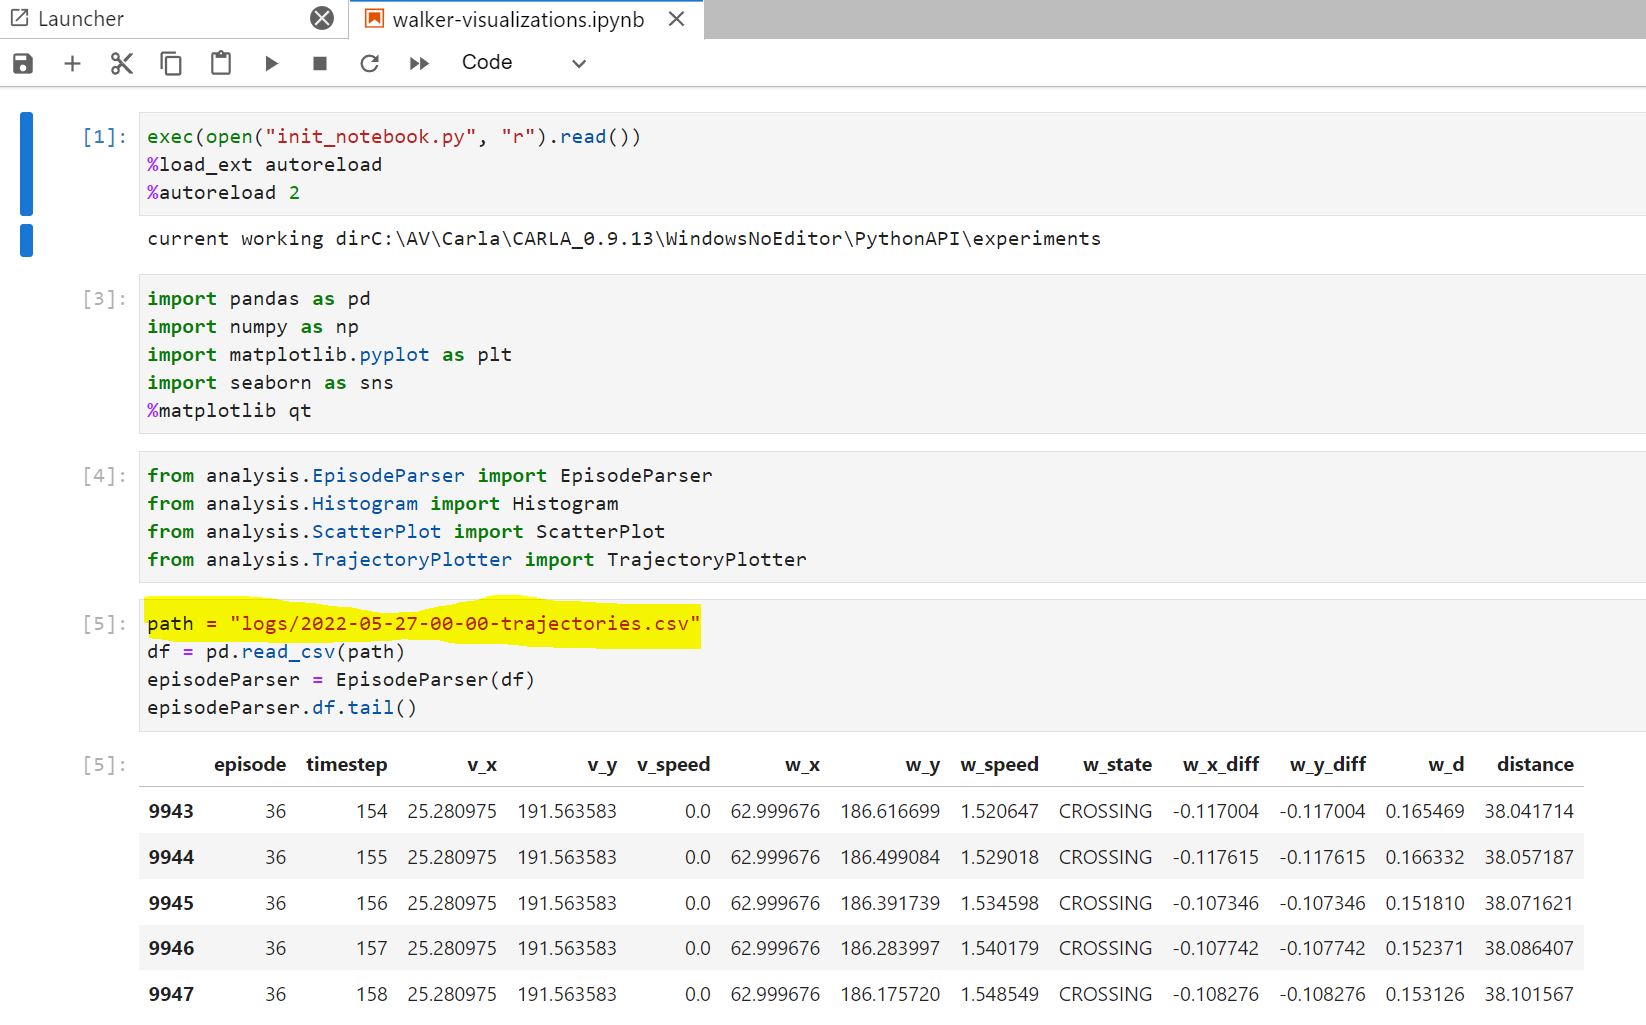 Launcher
walker-visualizations.ipynb
Code
[1]: exec(open("init_notebook.py", "r").read())
%load_ext autoreload
%autoreload 2
current working dirC:\AV\Carla\CARLA_0.9.13\WindowsNoEditor\PythonAPI\experiments
[3]: import pandas as pd
import numpy as np
import matplotlib.pyplot as plt
import seaborn as sns
%matplotlib qt
[4]: from analysis.EpisodeParser import EpisodeParser
from analysis.Histogram import Histogram
from analysis.ScatterPlot import ScatterPlot
from analysis.TrajectoryPlotter import TrajectoryPlotter
[5]: path = "logs/2022-05-27-00-00-trajectories.csv"
df = pd.read_csv(path)
episodeParser = EpisodeParser(df)
episodeParser.df.tail()
[5]: episode timestep v_x v_y v_speed w_x w_y w_speed w_state w_x_diff w_y_diff w_d distance
9943 36 154 25.280975 191.563583 0.0 62.999676 186.616699 1.520647 CROSSING -0.117004 -0.117004 0.165469 38.041714
9944 36 155 25.280975 191.563583 0.0 62.999676 186.499084 1.529018 CROSSING -0.117615 -0.117615 0.166332 38.057187
9945 36 156 25.280975 191.563583 0.0 62.999676 186.391739 1.534598 CROSSING -0.107346 -0.107346 0.151810 38.071621
9946 36 157 25.280975 191.563583 0.0 62.999676 186.283997 1.540179 CROSSING -0.107742 -0.107742 0.152371 38.086407
9947 36 158 25.280975 191.563583 0.0 62.999676 186.175720 1.548549 CROSSING -0.108276 -0.108276 0.153126 38.101567